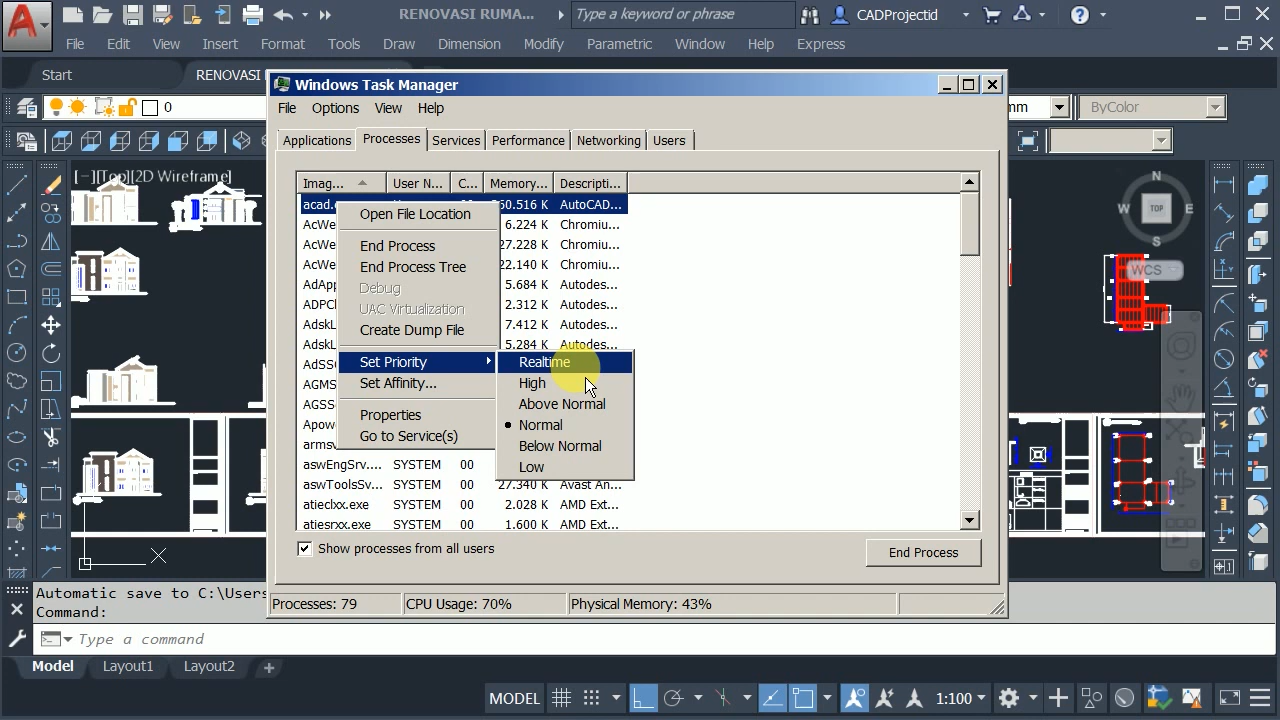 RENOVASI RUMA...
Type a keyword or phrase
CADProjectid
File Edit View Insert Format Tools Draw Dimension Modify Parametric Window Help Express
Start
RENOVASI
0
mm
ByColor
[−][Top][2D Wireframe]
N
W TOP E
S
WCS
Windows Task Manager
File Options View Help
Applications Processes Services Performance Networking Users
Imag... User N... C... Memory... Descripti...
acad.
50.516 K AutoCAD...
AcWe
6.224 K Chromiu...
AcWe
27.228 K Chromiu...
AcWe
22.140 K Chromiu...
AdApp
5.684 K Autodes...
ADPCl
2.312 K Autodes...
AdskL
7.412 K Autodes...
AdskL
5.284 K Autodes...
AdSS
AGMS
AGSS
Apow
armsv
aswEngSrv.... SYSTEM 00
aswToolsSv... SYSTEM 00 27.340 K Avast An...
atieclxx.exe SYSTEM 00 2.028 K AMD Ext...
atiesrxx.exe SYSTEM 00 1.600 K AMD Ext...
Open File Location
End Process
End Process Tree
Debug
UAC Virtualization
Create Dump File
Set Priority
Set Affinity...
Properties
Go to Service(s)
Realtime
High
Above Normal
Normal
Below Normal
Low
Show processes from all users
End Process
Processes: 79 CPU Usage: 70% Physical Memory: 43%
Automatic save to C:\Users
Command:
Type a command
Model Layout1 Layout2
MODEL
1:100